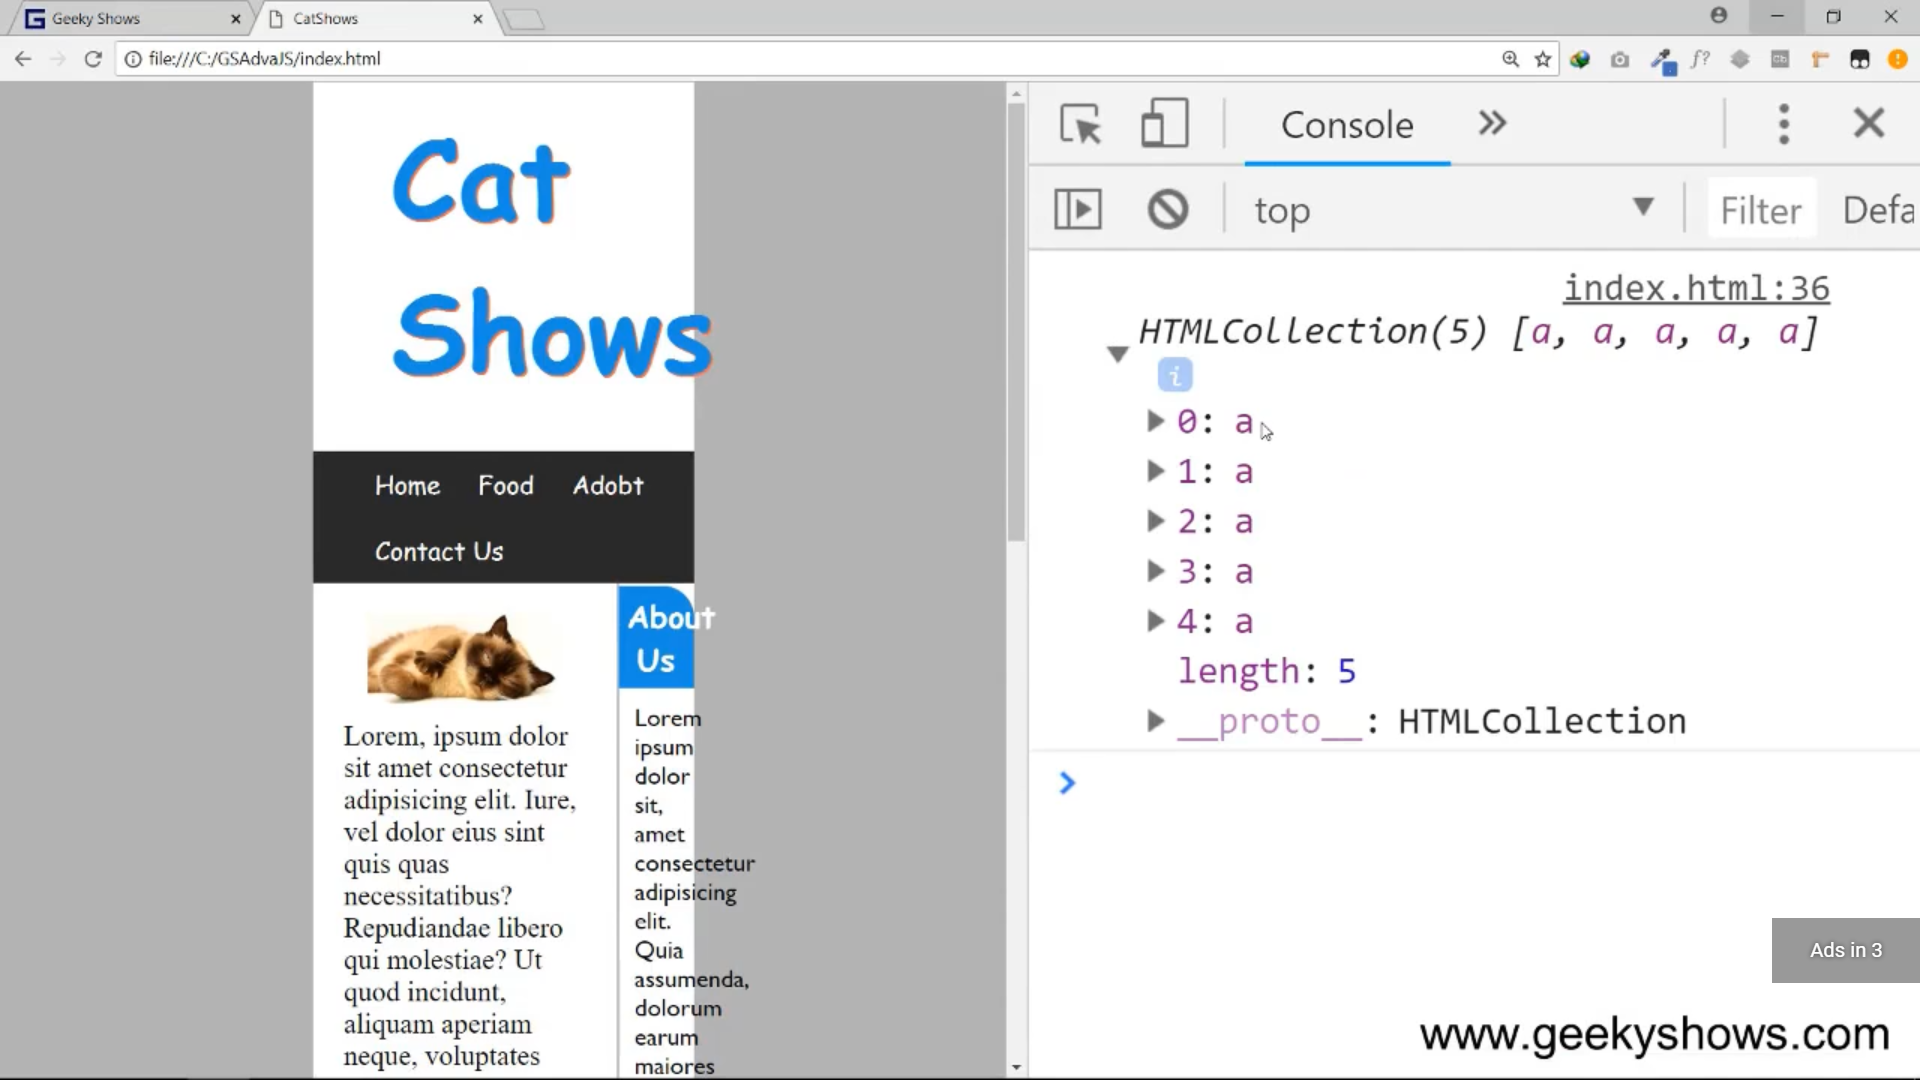 Geeky Shows
CatShows
file:///C:/GSAdvaJS/index.html
Cat
Shows
Home Food Adobt
Contact Us
Lorem, ipsum dolor
sit amet consectetur
adipisicing elit. Iure,
vel dolor eius sint
quis quas
necessitatibus?
Repudiandae libero
qui molestiae? Ut
quod incidunt,
aliquam aperiam
neque, voluptates
About
Us
Lorem
ipsum
dolor
sit,
amet
consectetur
adipisicing
elit.
Quia
assumenda,
dolorum
earum
maiores
Console
top
Filter Defa
index.html:36
HTMLCollection(5) [a, a, a, a, a]
i
0: a
1: a
2: a
3: a
4: a
length: 5
__proto__: HTMLCollection
Ads in 3
www.geekyshows.com